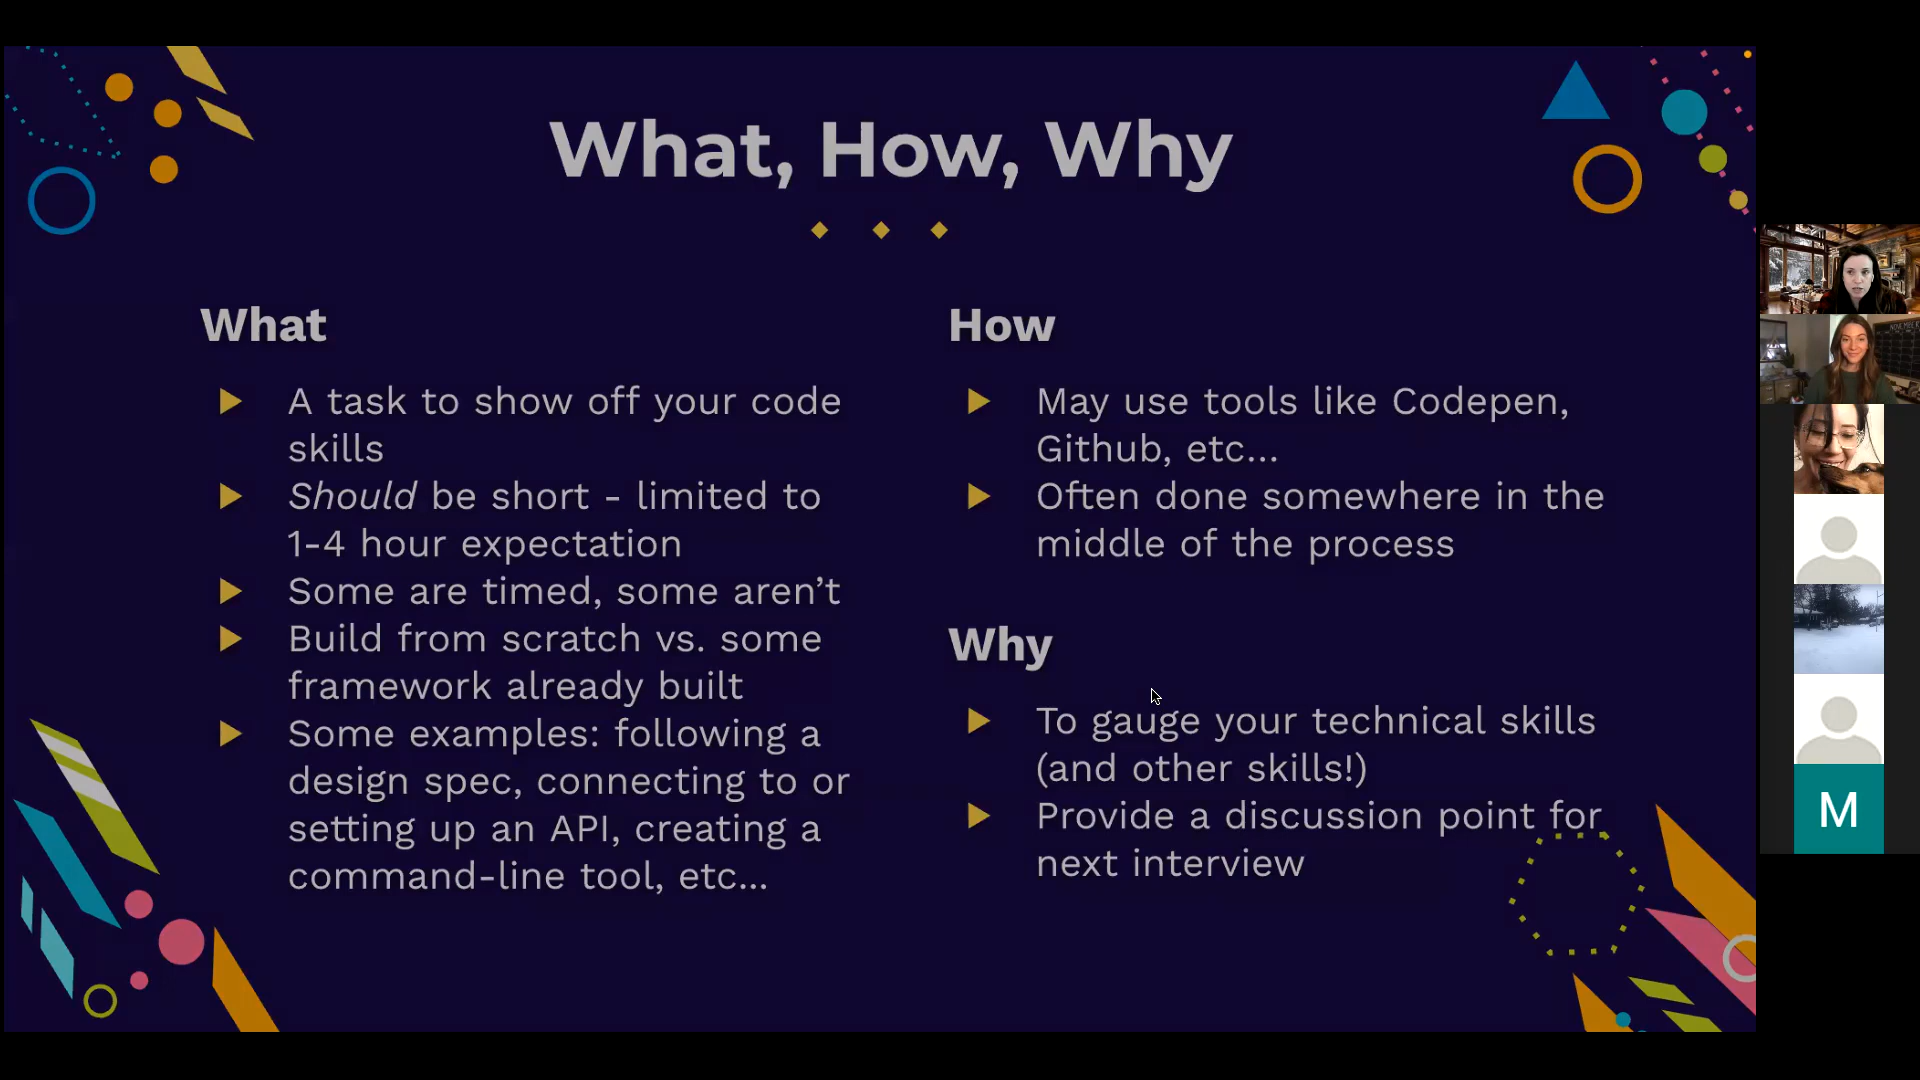 What, How, Why
What
A task to show off your code
skills
Should be short - limited to
1-4 hour expectation
Some are timed, some aren't
Build from scratch vs. some
framework already built
Some examples: following a
design spec, connecting to or
setting up an API, creating a
command-line tool, etc...
How
May use tools like Codepen,
Github, etc...
Often done somewhere in the
middle of the process
Why
To gauge your technical skills
(and other skills!)
Provide a discussion point for
next interview
NOVEMBER
M